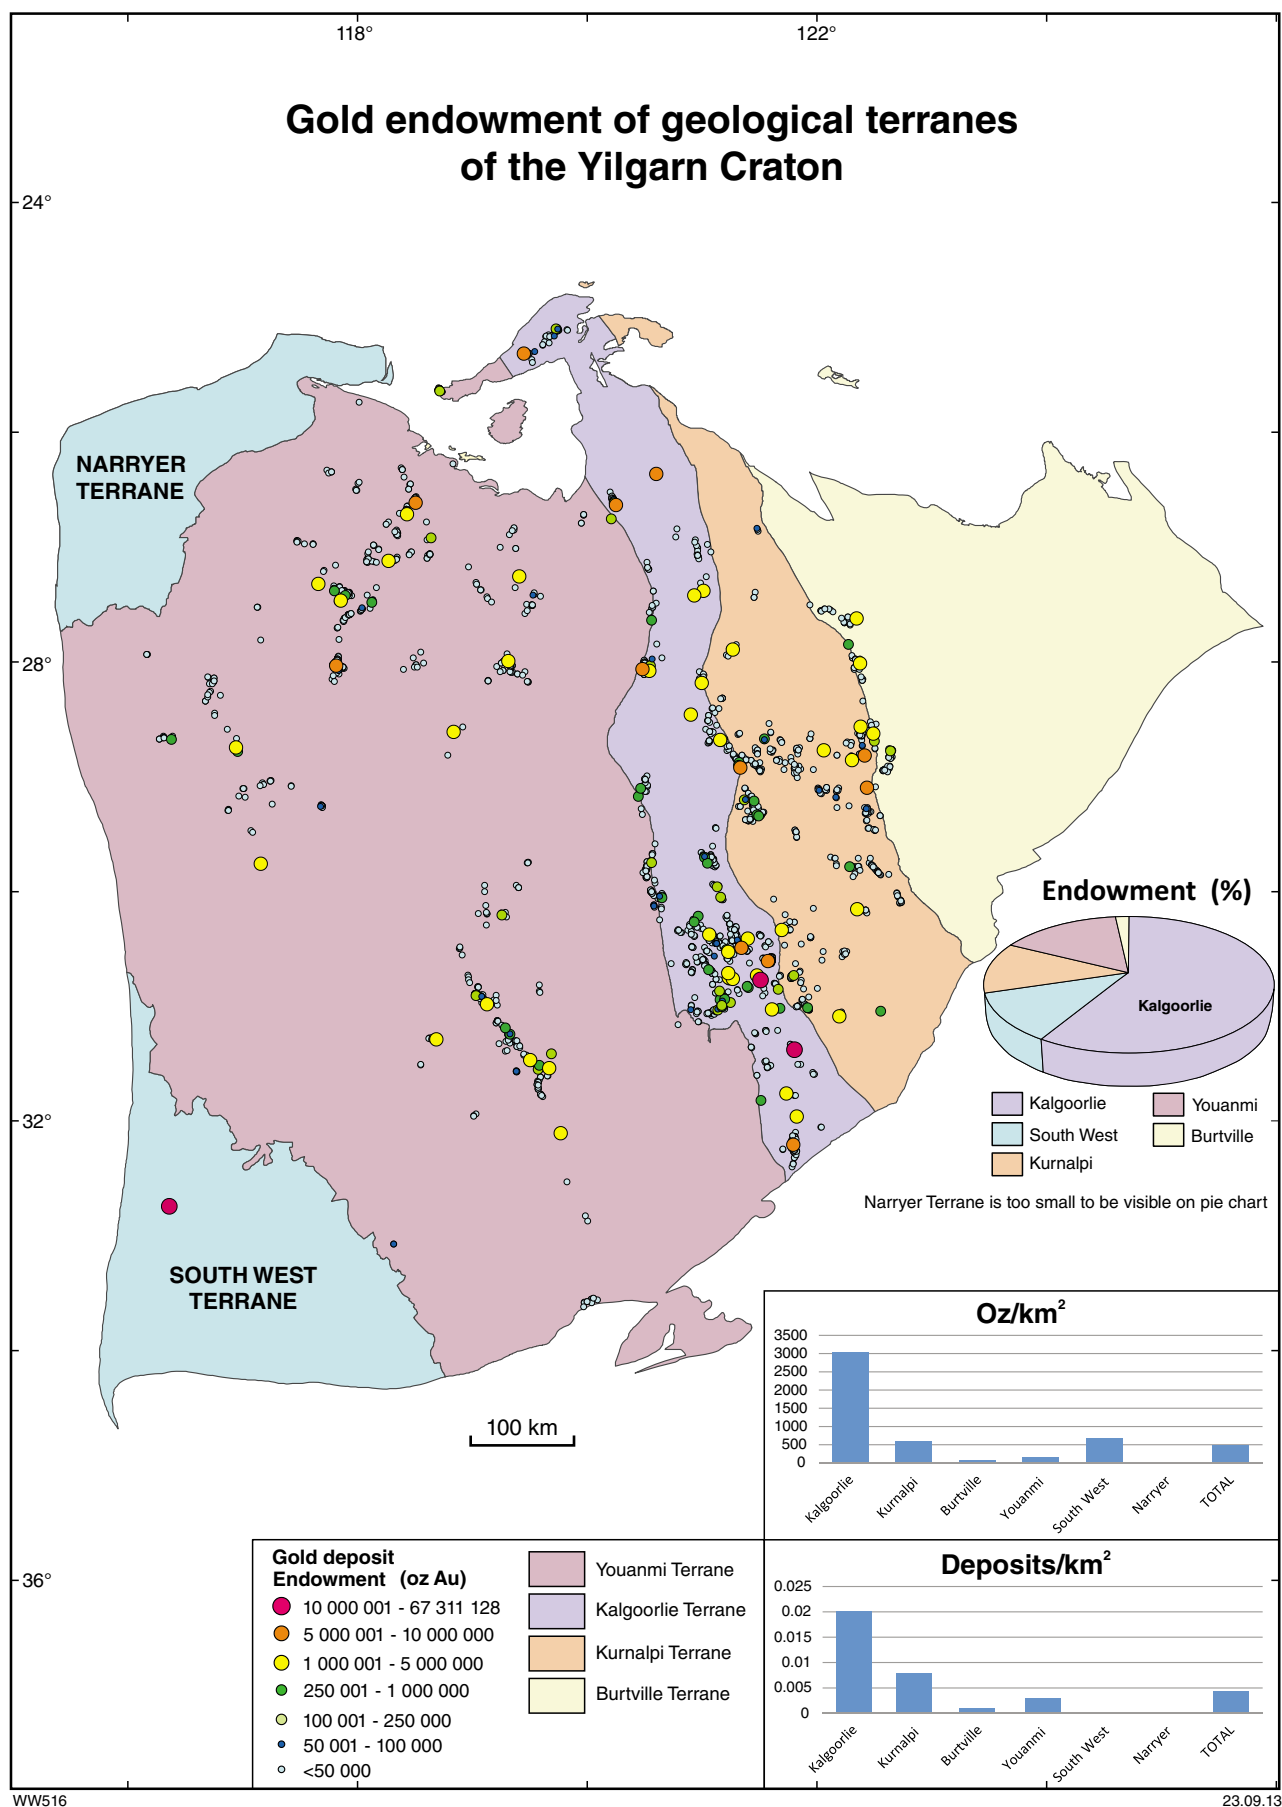 118°
122°
Gold endowment of geological terranes
of the Yilgarn Craton
24°
NARRYER
TERRANE
28°
Endowment (%)
Kalgoorlie
Kalgoorlie
Youanmi
South West
Burtville
Kurnalpi
32°
Narryer Terrane is too small to be visible on pie chart
SOUTH WEST
TERRANE
Oz/km²
3500
3000
2500
2000
1500
1000
500
0
Kalgoorlie
Kurnalpi
Burtville
Youanmi
South West
Narryer
TOTAL
100 km
36°
Gold deposit
Endowment (oz Au)
10 000 001 - 67 311 128
5 000 001 - 10 000 000
1 000 001 - 5 000 000
250 001 - 1 000 000
100 001 - 250 000
50 001 - 100 000
<50 000
Youanmi Terrane
Kalgoorlie Terrane
Kurnalpi Terrane
Burtville Terrane
Deposits/km²
0.025
0.02
0.015
0.01
0.005
0
Kalgoorlie
Kurnalpi
Burtville
Youanmi
South West
Narryer
TOTAL
WW516
23.09.13